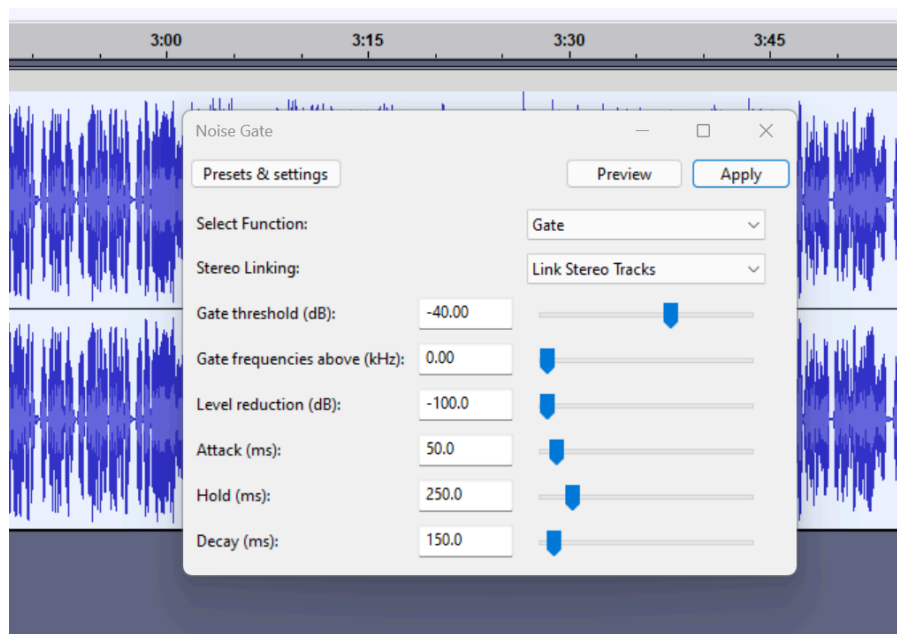 3:00 3:15 3:30 3:45
Noise Gate
Presets & settings Preview Apply
Select Function: Gate
Stereo Linking: Link Stereo Tracks
Gate threshold (dB): -40.00
Gate frequencies above (kHz): 0.00
Level reduction (dB): -100.0
Attack (ms): 50.0
Hold (ms): 250.0
Decay (ms): 150.0